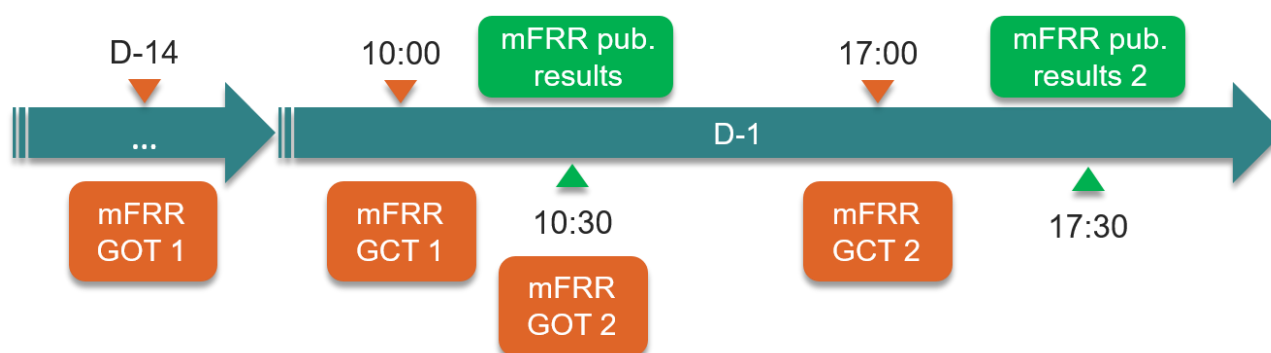 D-14
10:00
mFRR pub.
results
17:00
mFRR pub.
results 2
...
D-1
mFRR
GOT 1
mFRR
GCT 1
10:30
mFRR
GOT 2
mFRR
GCT 2
17:30